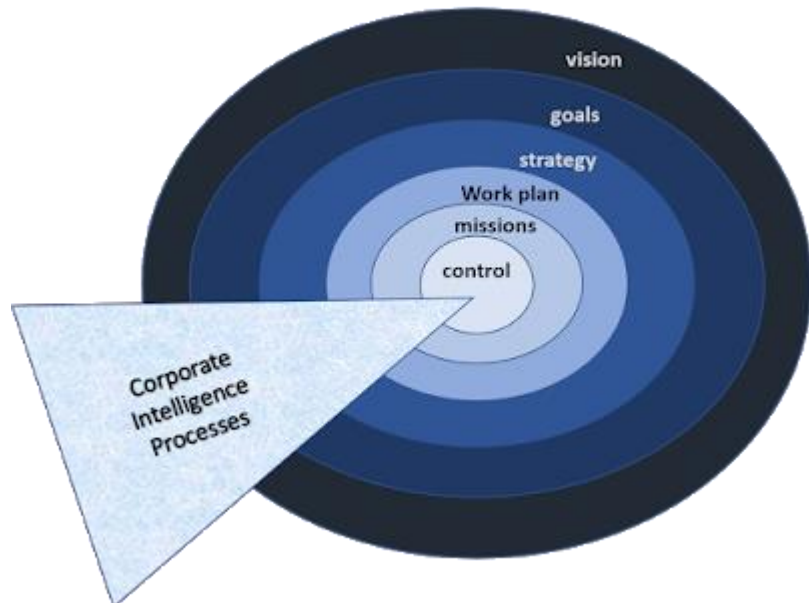 vision
goals
strategy
Work plan
missions
control
Corporate
Intelligence
Processes